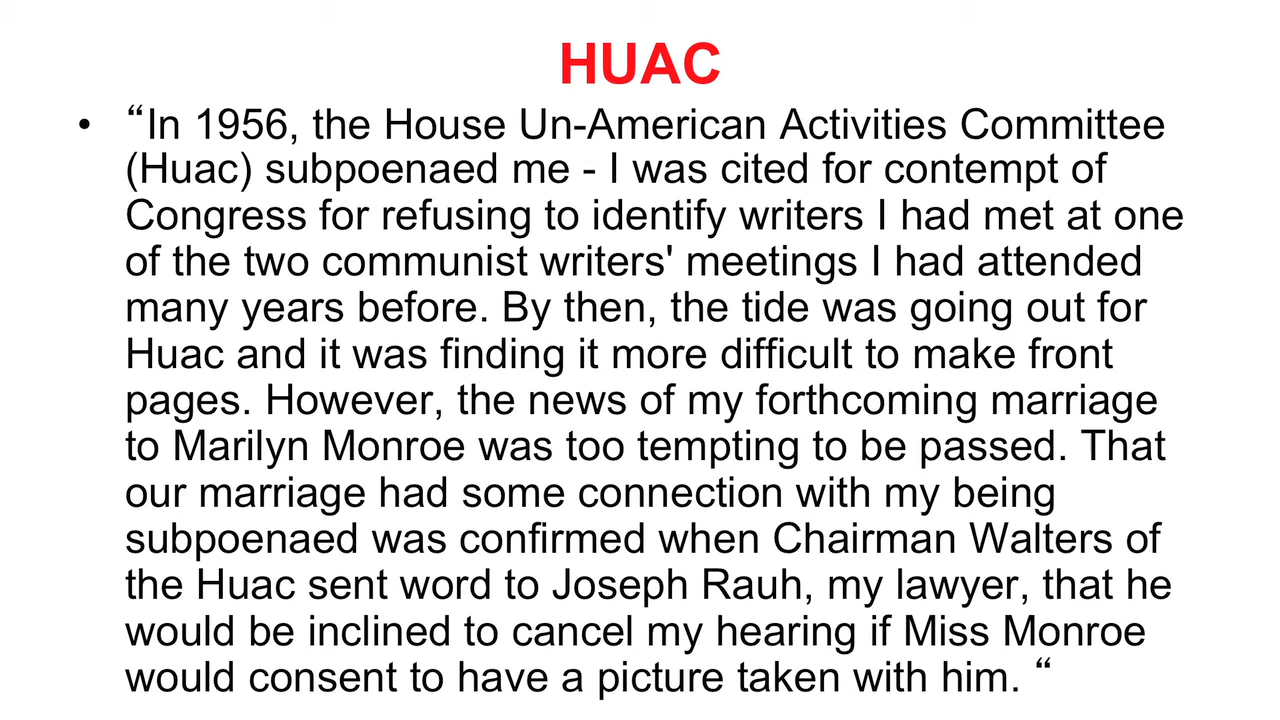 HUAC
• “In 1956, the House Un-American Activities Committee
(Huac) subpoenaed me - I was cited for contempt of
Congress for refusing to identify writers I had met at one
of the two communist writers' meetings I had attended
many years before. By then, the tide was going out for
Huac and it was finding it more difficult to make front
pages. However, the news of my forthcoming marriage
to Marilyn Monroe was too tempting to be passed. That
our marriage had some connection with my being
subpoenaed was confirmed when Chairman Walters of
the Huac sent word to Joseph Rauh, my lawyer, that he
would be inclined to cancel my hearing if Miss Monroe
would consent to have a picture taken with him. “